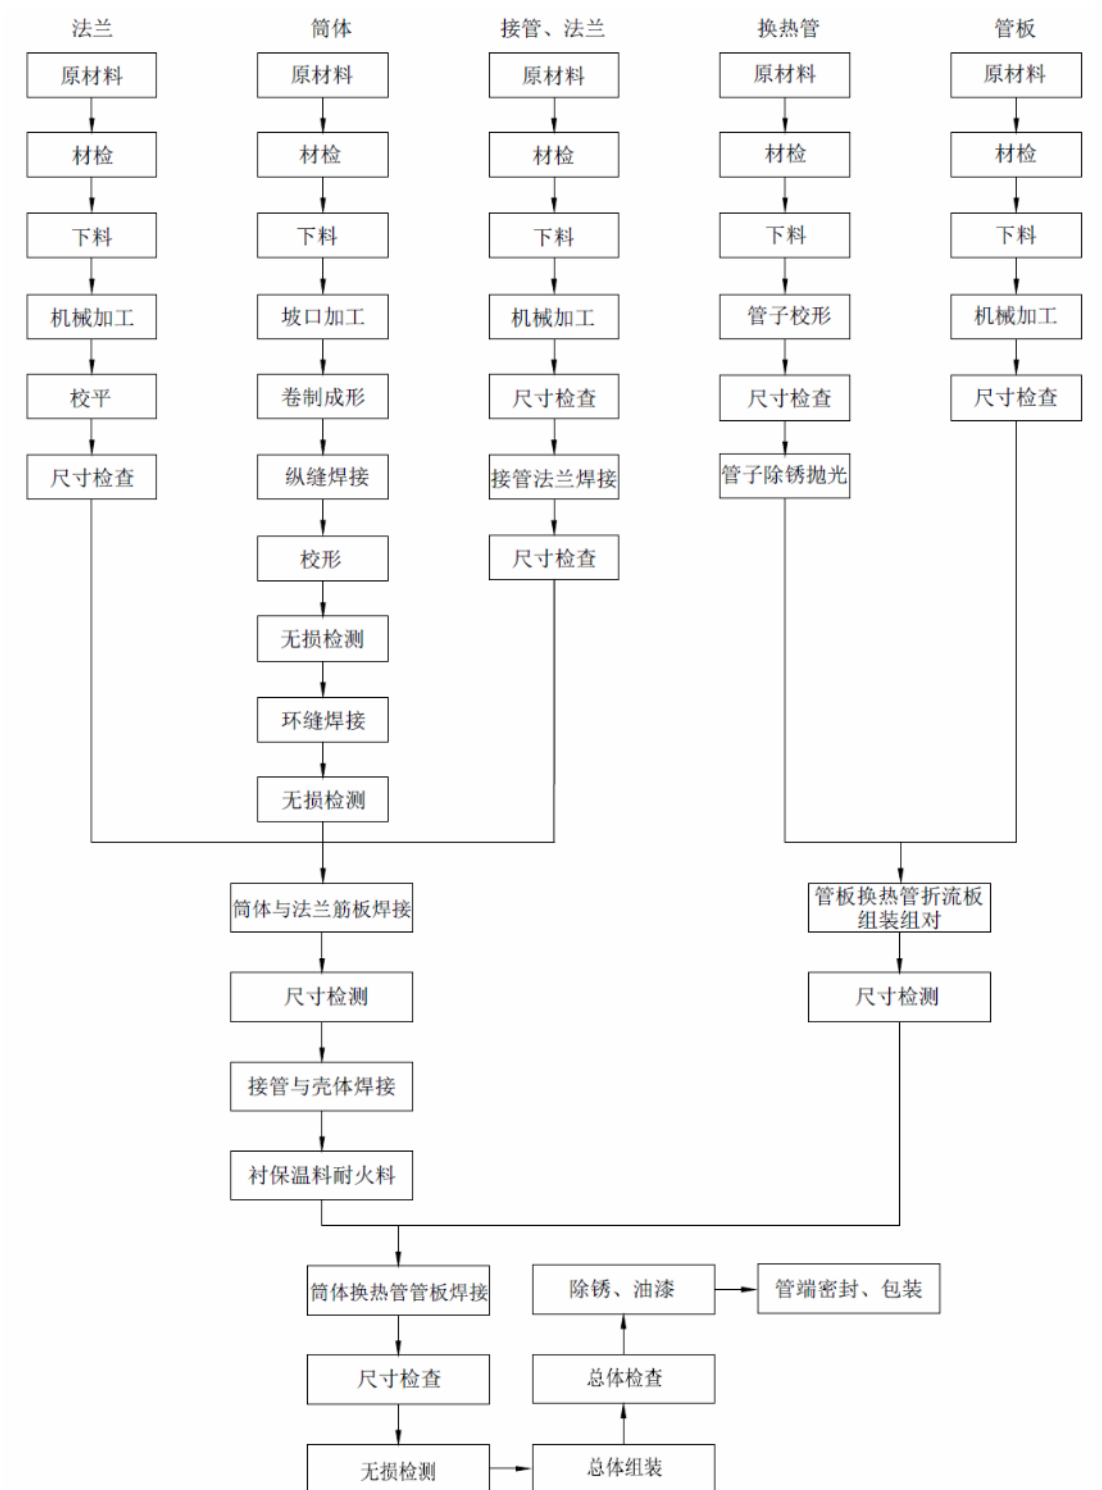 法兰
筒体
接管、法兰
换热管
管板
原材料
原材料
原材料
原材料
原材料
材检
材检
材检
材检
材检
下料
下料
下料
下料
下料
机械加工
坡口加工
机械加工
管子校形
机械加工
校平
卷制成形
尺寸检查
尺寸检查
尺寸检查
尺寸检查
纵缝焊接
接管法兰焊接
管子除锈抛光
校形
尺寸检查
无损检测
环缝焊接
无损检测
筒体与法兰筋板焊接
管板换热管折流板
组装组对
尺寸检测
尺寸检测
接管与壳体焊接
衬保温料耐火料
筒体换热管管板焊接
除锈、油漆
管端密封、包装
尺寸检查
总体检查
无损检测
总体组装